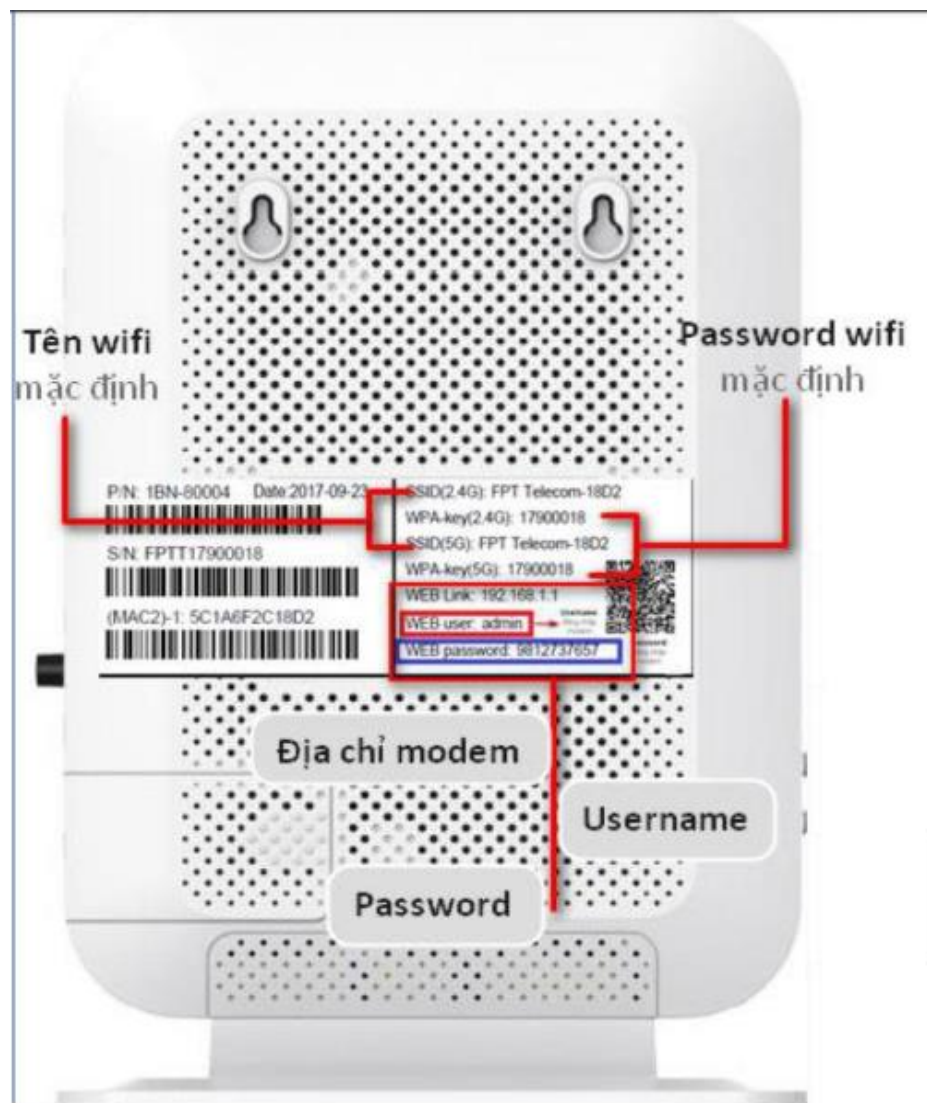 Tên wifi
mặc định
Password wifi
mặc định
P/N: 1BN-80004 Date:2017-09-23
S/N: FPTT17900018
(MAC2)-1: 5C1A6F2C18D2
SSID(2.4G): FPT Telecom-18D2
WPA-key(2.4G): 17900018
SSID(5G): FPT Telecom-18D2
WPA-key(5G): 17900018
WEB Link: 192.168.1.1
WEB user: admin
Username
WEB password: 9812737657
Địa chỉ modem
Username
Password